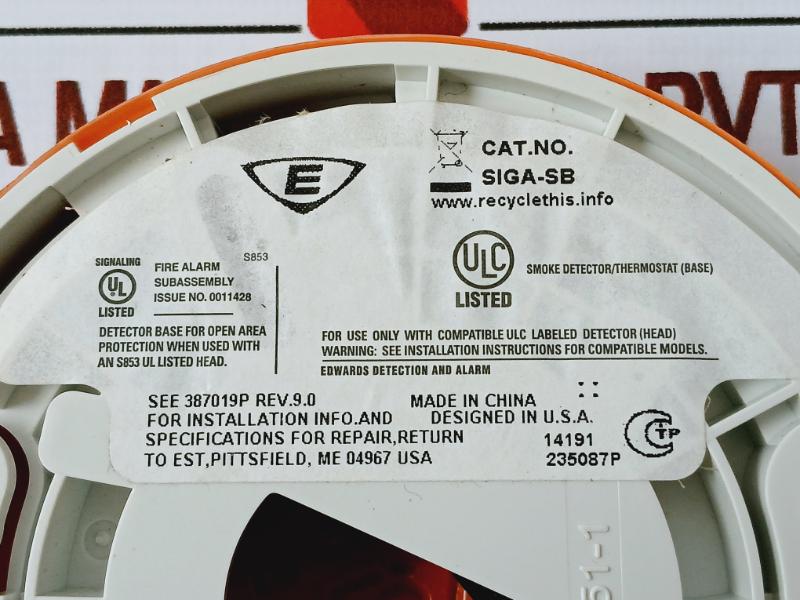 A M
PVT
E
CAT.NO.
SIGA-SB
www.recyclethis.info
SIGNALING
UL
LISTED
FIRE ALARM
SUBASSEMBLY
ISSUE NO. 0011428
S853
DETECTOR BASE FOR OPEN AREA
PROTECTION WHEN USED WITH
AN S853 UL LISTED HEAD.
ULC
LISTED
SMOKE DETECTOR/THERMOSTAT (BASE)
FOR USE ONLY WITH COMPATIBLE ULC LABELED DETECTOR (HEAD)
WARNING: SEE INSTALLATION INSTRUCTIONS FOR COMPATIBLE MODELS.
EDWARDS DETECTION AND ALARM
SEE 387019P REV.9.0
FOR INSTALLATION INFO.AND
SPECIFICATIONS FOR REPAIR,RETURN
TO EST,PITTSFIELD, ME 04967 USA
MADE IN CHINA
DESIGNED IN U.S.A.
14191
235087P
CTP
51-1